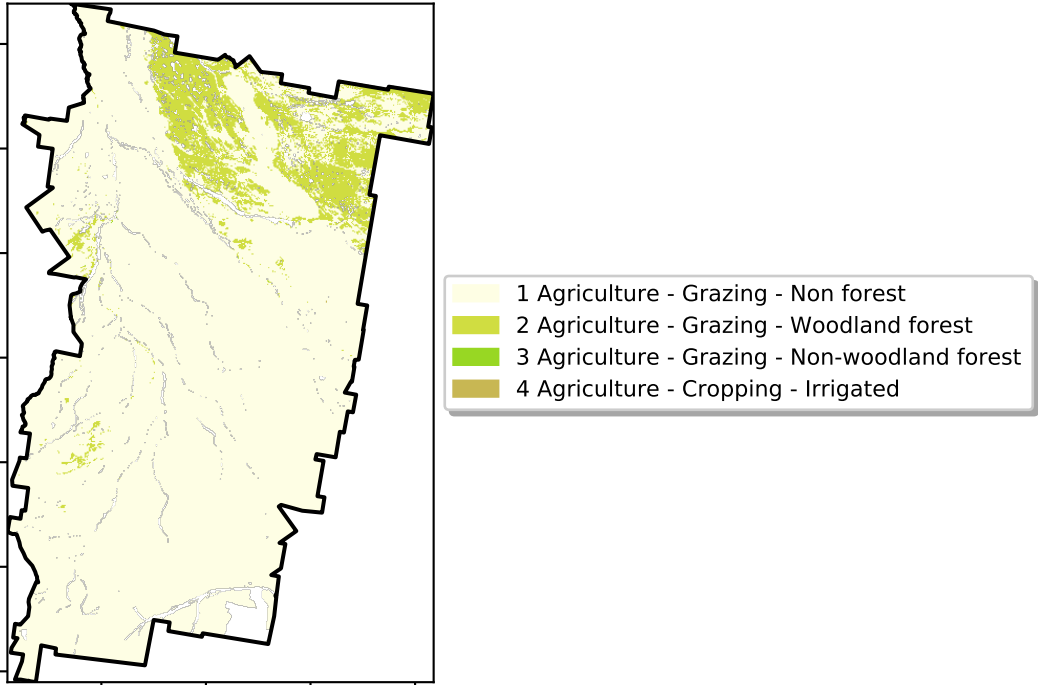 1 Agriculture - Grazing - Non forest
2 Agriculture - Grazing - Woodland forest
3 Agriculture - Grazing - Non-woodland forest
4 Agriculture - Cropping - Irrigated